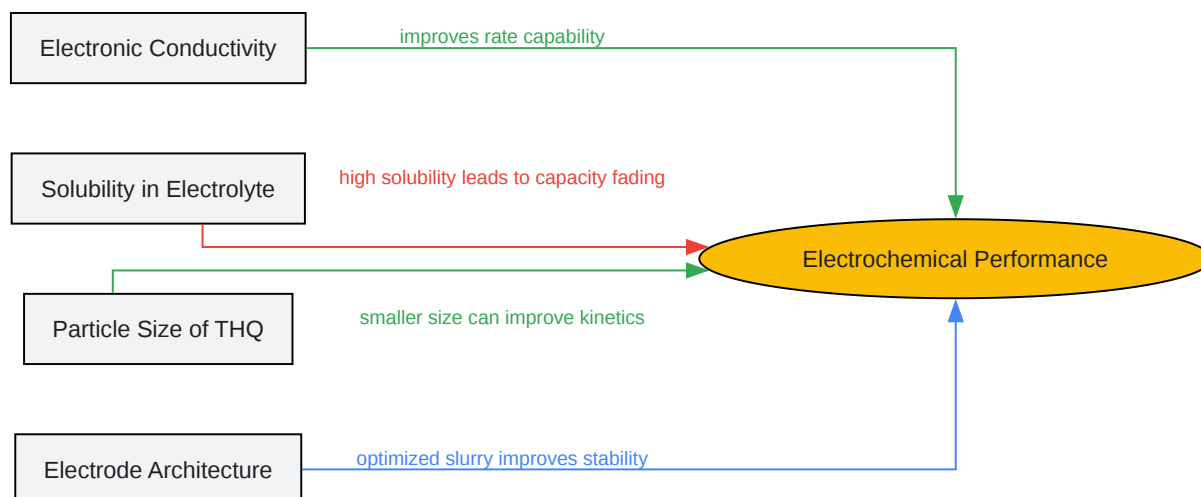 Electronic Conductivity
improves rate capability
Solubility in Electrolyte
high solubility leads to capacity fading
Electrochemical Performance
Particle Size of THQ
smaller size can improve kinetics
Electrode Architecture
optimized slurry improves stability